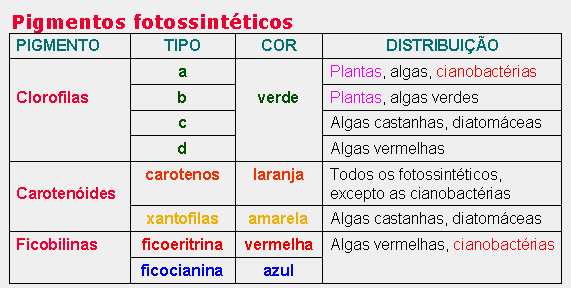 Pigmentos fotossintéticos
PIGMENTO TIPO COR DISTRIBUIÇÃO
Clorofilas a verde Plantas, algas, cianobactérias
b Plantas, algas verdes
c Algas castanhas, diatomáceas
d Algas vermelhas
Carotenóides carotenos laranja Todos os fotossintéticos,
excepto as cianobactérias
xantofilas amarela Algas castanhas, diatomáceas
Ficobilinas ficoeritrina vermelha Algas vermelhas, cianobactérias
ficocianina azul